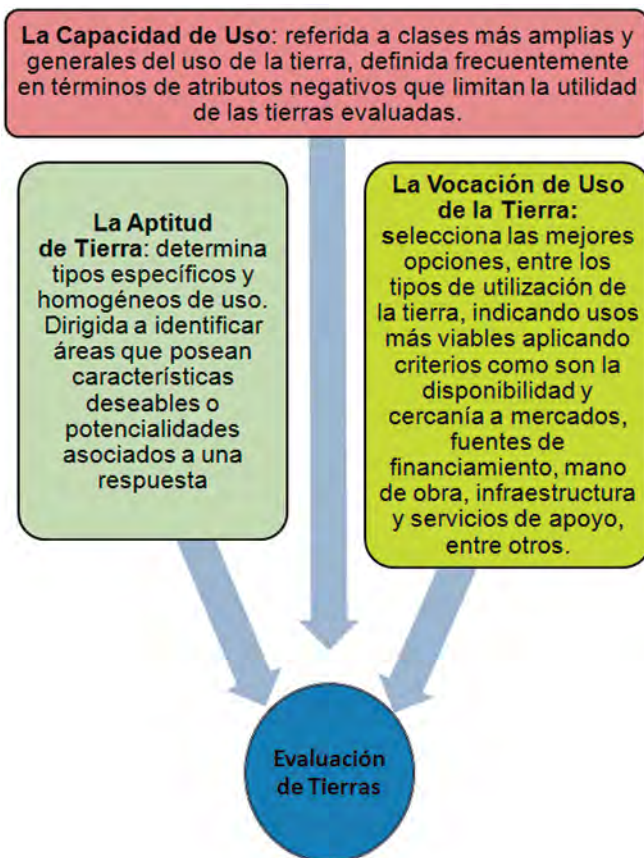 La Capacidad de Uso: referida a clases más amplias y
generales del uso de la tierra, definida frecuentemente
en términos de atributos negativos que limitan la utilidad
de las tierras evaluadas.
La Aptitud
de Tierra: determina
tipos específicos y
homogéneos de uso.
Dirigida a identificar
áreas que posean
características
deseables o
potencialidades
asociados a una
respuesta
La Vocación de Uso
de la Tierra:
selecciona las mejores
opciones, entre los
tipos de utilización de
la tierra, indicando usos
más viables aplicando
criterios como son la
disponibilidad y
cercanía a mercados,
fuentes de
financiamiento, mano
de obra, infraestructura
y servicios de apoyo,
entre otros.
Evaluación
de Tierras